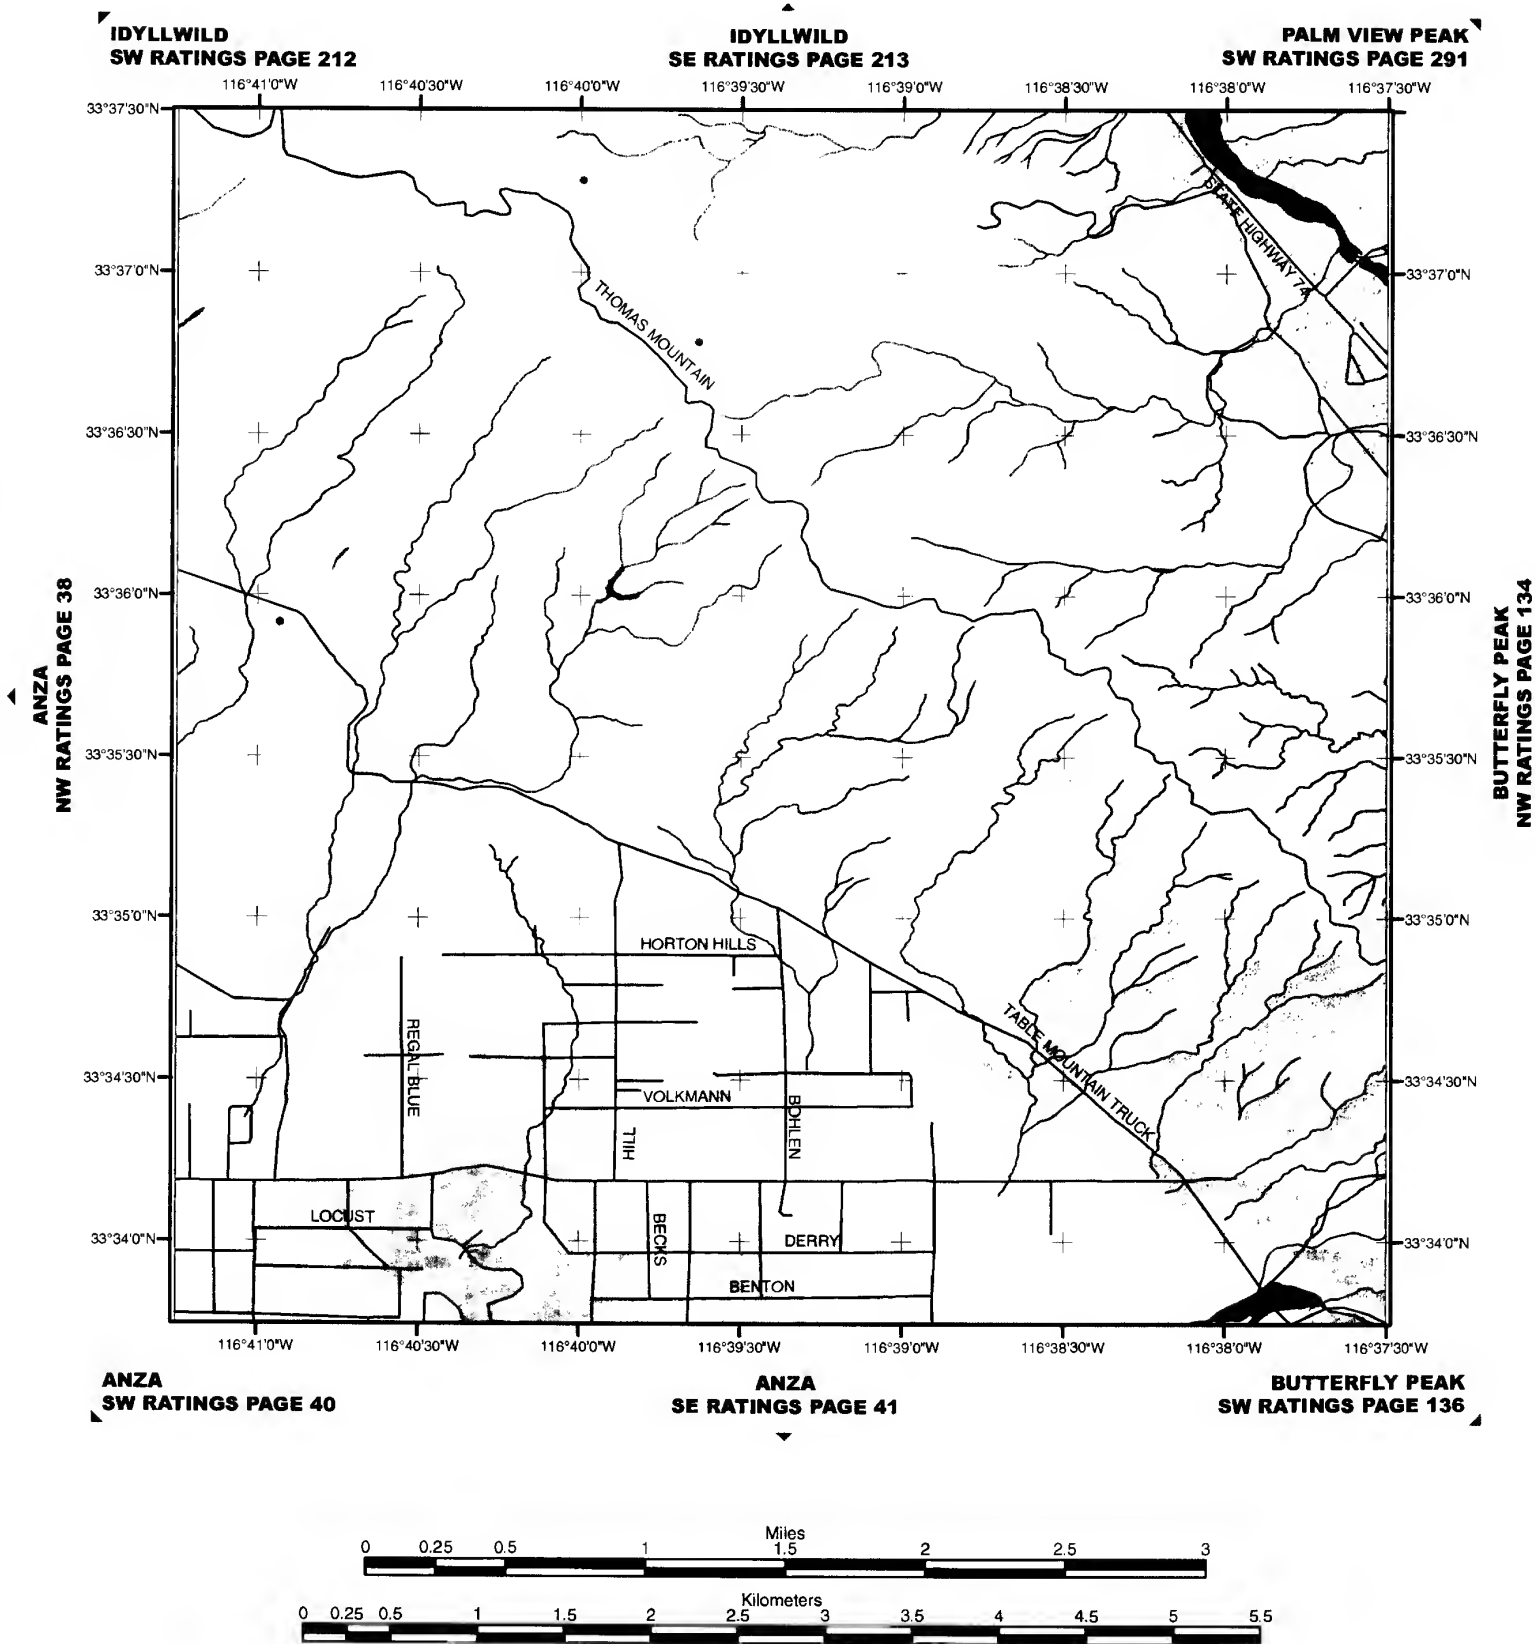 IDYLLWILD
SW RATINGS PAGE 212
IDYLLWILD
SE RATINGS PAGE 213
PALM VIEW PEAK
SW RATINGS PAGE 291
116°41'0"W 116°40'30"W 116°40'0"W 116°39'30"W 116°39'0"W 116°38'30"W 116°38'0"W 116°37'30"W
33°37'30"N
STATE HIGHWAY 74
33°37'0"N 33°37'0"N
THOMAS MOUNTAIN
33°36'30"N 33°36'30"N
33°36'0"N 33°36'0"N
ANZA
NW RATINGS PAGE 38
BUTTERFLY PEAK
NW RATINGS PAGE 134
33°35'30"N 33°35'30"N
33°35'0"N 33°35'0"N
HORTON HILLS
TABLE MOUNTAIN TRUCK
REGAL BLUE
33°34'30"N 33°34'30"N
VOLKMANN
BOHLEN
HILL
LOCUST
BECKS
DERRY
33°34'0"N 33°34'0"N
BENTON
116°41'0"W 116°40'30"W 116°40'0"W 116°39'30"W 116°39'0"W 116°38'30"W 116°38'0"W 116°37'30"W
ANZA
SW RATINGS PAGE 40
ANZA
SE RATINGS PAGE 41
BUTTERFLY PEAK
SW RATINGS PAGE 136
Miles
0 0.25 0.5 1 1.5 2 2.5 3
Kilometers
0 0.25 0.5 1 1.5 2 2.5 3 3.5 4 4.5 5 5.5